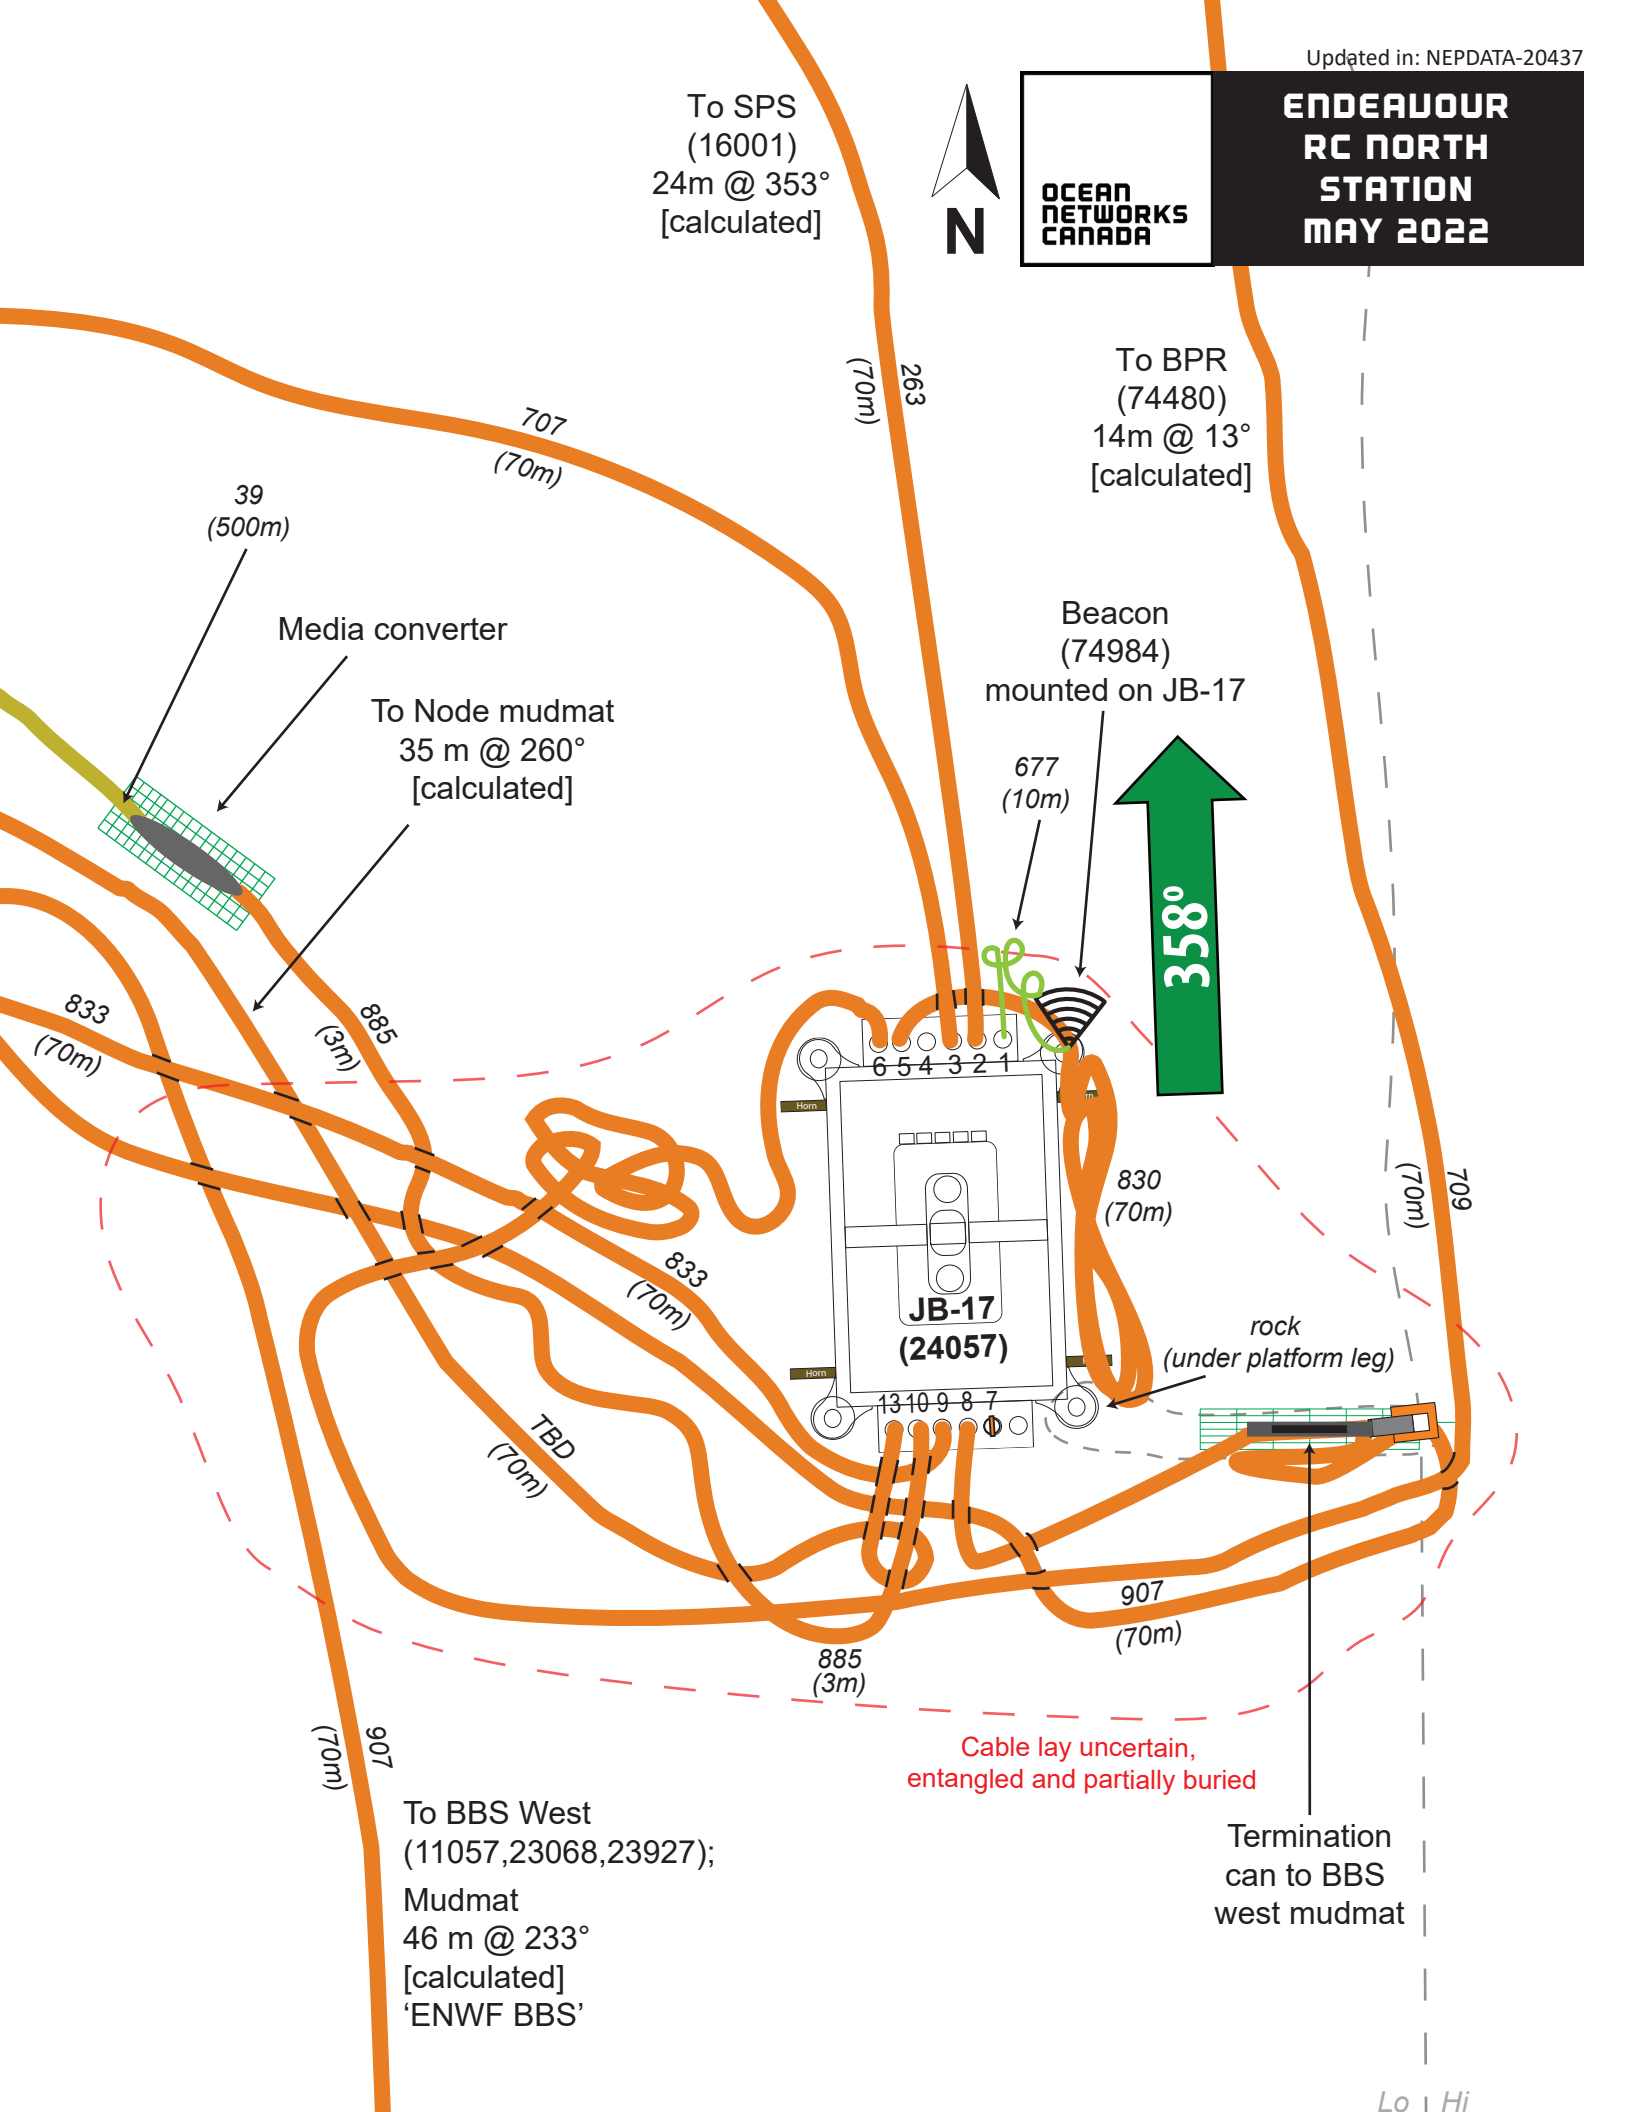 Updated in: NEPDATA-20437
ENDEAVOUR
RC NORTH
STATION
MAY 2022
OCEAN
NETWORKS
CANADA
N
To SPS
(16001)
24m @ 353°
[calculated]
263
(70m)
To BPR
(74480)
14m @ 13°
[calculated]
707
(70m)
39
(500m)
Media converter
To Node mudmat
35 m @ 260°
[calculated]
Beacon
(74984)
mounted on JB-17
677
(10m)
358º
833
(70m)
885
(3m)
6 5 4 3 2 1
Horn
830
(70m)
709
(70m)
833
(70m)
JB-17
(24057)
rock
(under platform leg)
Horn
13 10 9 8 7
TBD
(70m)
907
(70m)
885
(3m)
907
(70m)
Cable lay uncertain,
entangled and partially buried
To BBS West
(11057,23068,23927);
Mudmat
46 m @ 233°
[calculated]
‘ENWF BBS’
Termination
can to BBS
west mudmat
Lo Hi